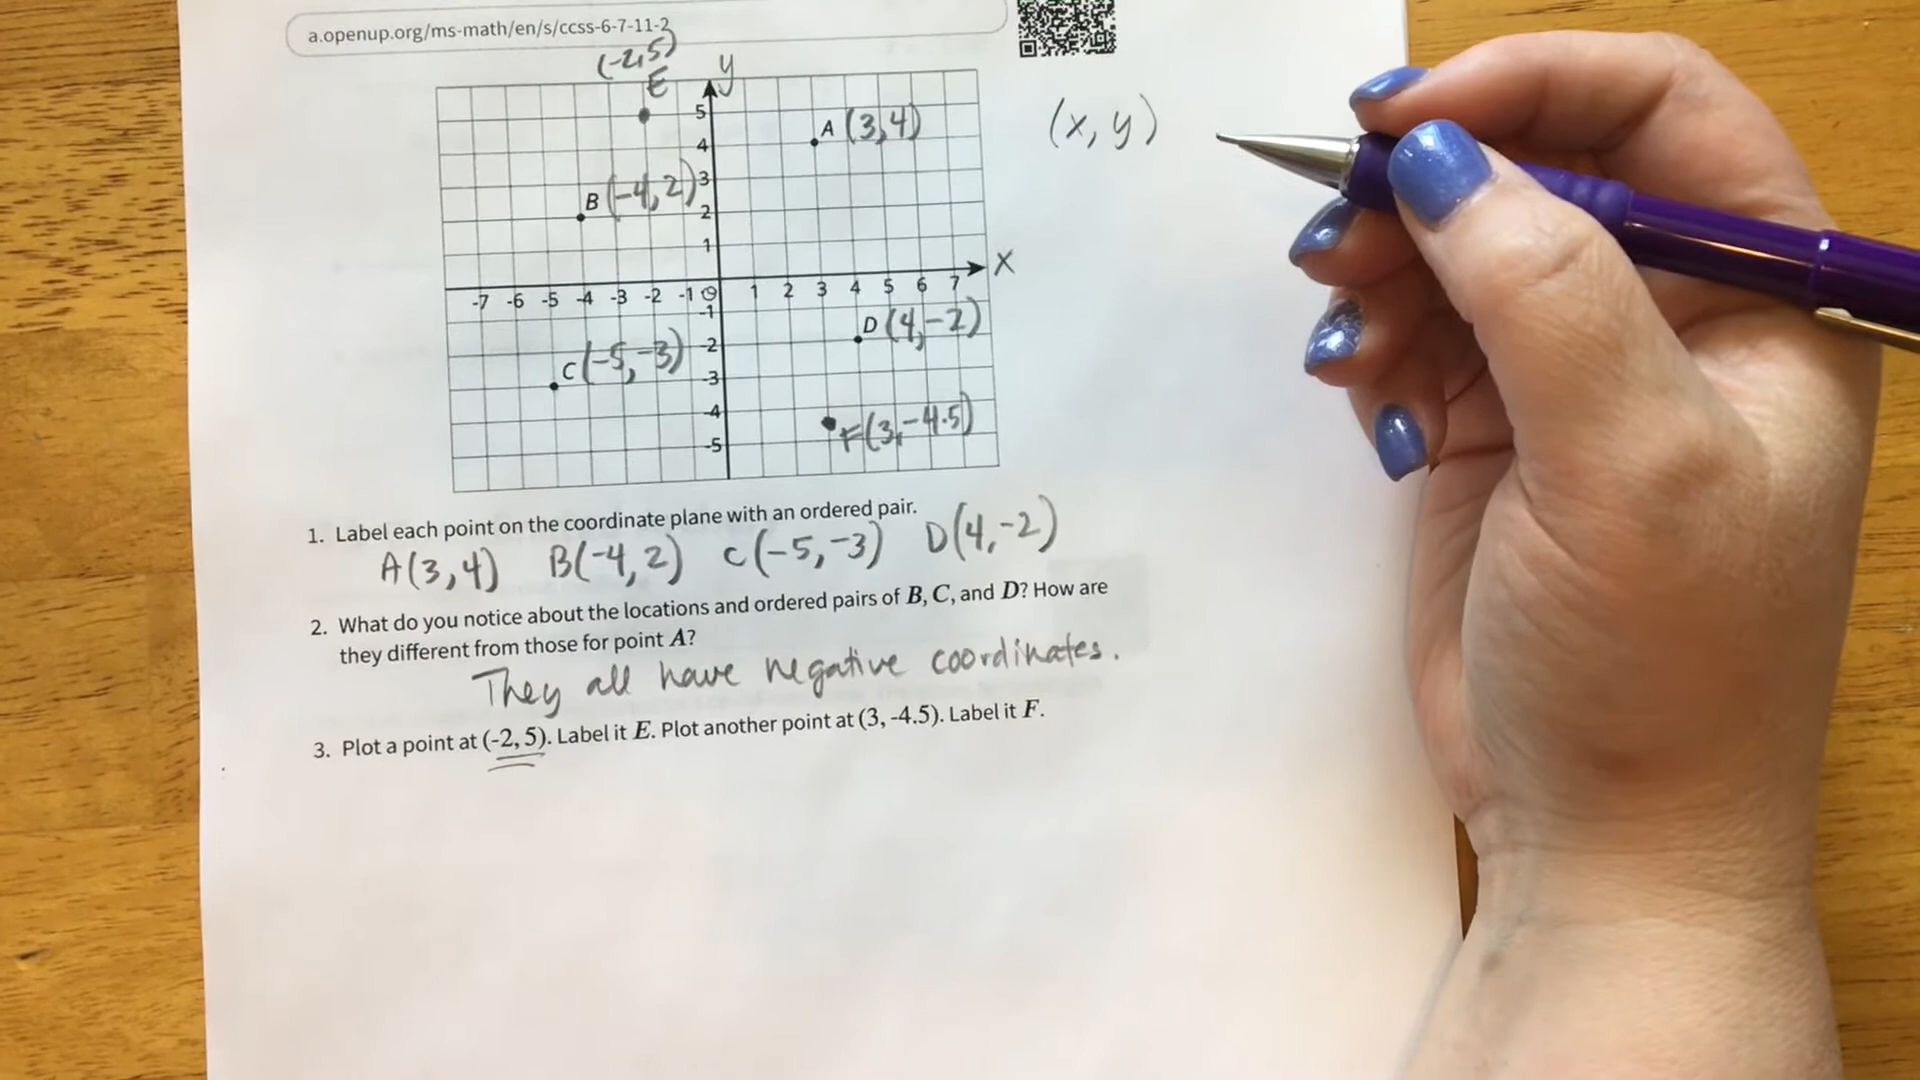 a.openup.org/ms-math/en/s/ccss-6-7-11-2
(-2,5)
E
y
5
A (3,4)
(x, y)
4
B (-4,2)
3
2
1
x
-7 -6 -5 -4 -3 -2 -1 0 1 2 3 4 5 6 7
-1
D (4,-2)
-2
C (-5,-3)
-3
-4
F (3,-4.5)
-5
1. Label each point on the coordinate plane with an ordered pair.
A(3,4) B(-4,2) C(-5,-3) D(4,-2)
2. What do you notice about the locations and ordered pairs of B, C, and D? How are
they different from those for point A?
They all have negative coordinates.
3. Plot a point at (-2, 5). Label it E. Plot another point at (3, -4.5). Label it F.